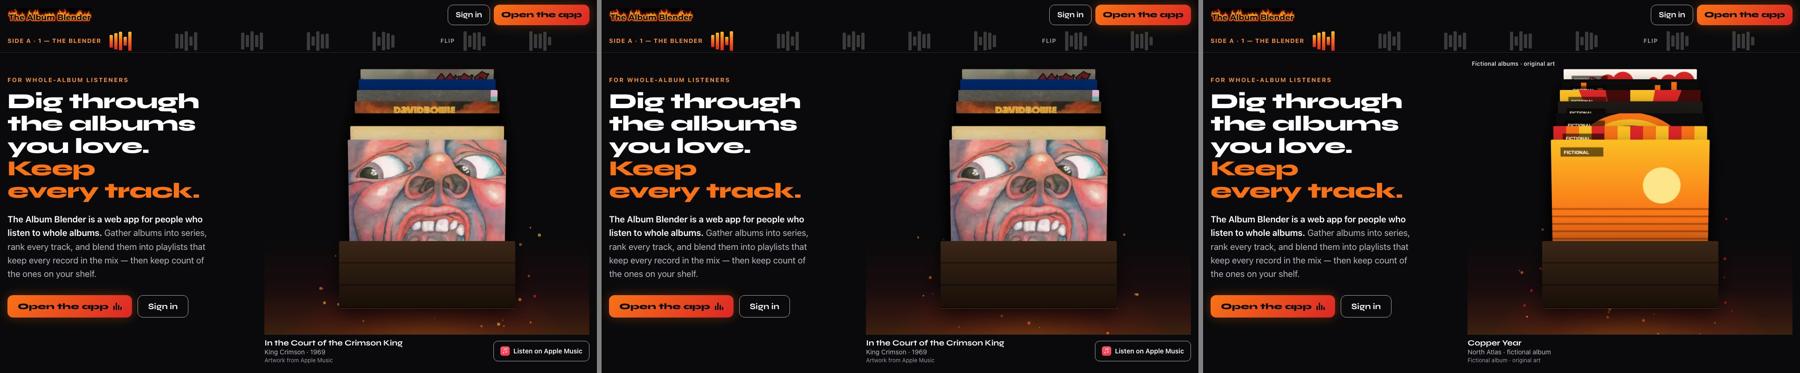 The Album Blender
Sign in
Open the app
SIDE A · 1 — THE BLENDER
FLIP
FOR WHOLE-ALBUM LISTENERS
Dig through
the albums
you love.
Keep
every track.
The Album Blender is a web app for people who
listen to whole albums. Gather albums into series,
rank every track, and blend them into playlists that
keep every record in the mix — then keep count of
the ones on your shelf.
Open the app
Sign in
DAVIDBOWIE
In the Court of the Crimson King
King Crimson · 1969
Artwork from Apple Music
Listen on Apple Music
The Album Blender
Sign in
Open the app
SIDE A · 1 — THE BLENDER
FLIP
FOR WHOLE-ALBUM LISTENERS
Dig through
the albums
you love.
Keep
every track.
The Album Blender is a web app for people who
listen to whole albums. Gather albums into series,
rank every track, and blend them into playlists that
keep every record in the mix — then keep count of
the ones on your shelf.
Open the app
Sign in
DAVIDBOWIE
In the Court of the Crimson King
King Crimson · 1969
Artwork from Apple Music
Listen on Apple Music
The Album Blender
Sign in
Open the app
SIDE A · 1 — THE BLENDER
FLIP
Fictional albums · original art
FOR WHOLE-ALBUM LISTENERS
Dig through
the albums
you love.
Keep
every track.
The Album Blender is a web app for people who
listen to whole albums. Gather albums into series,
rank every track, and blend them into playlists that
keep every record in the mix — then keep count of
the ones on your shelf.
Open the app
Sign in
FICTIONAL
FICTIONAL
FICTIONAL
FICTIONAL
Copper Year
North Atlas · fictional album
Fictional album · original art